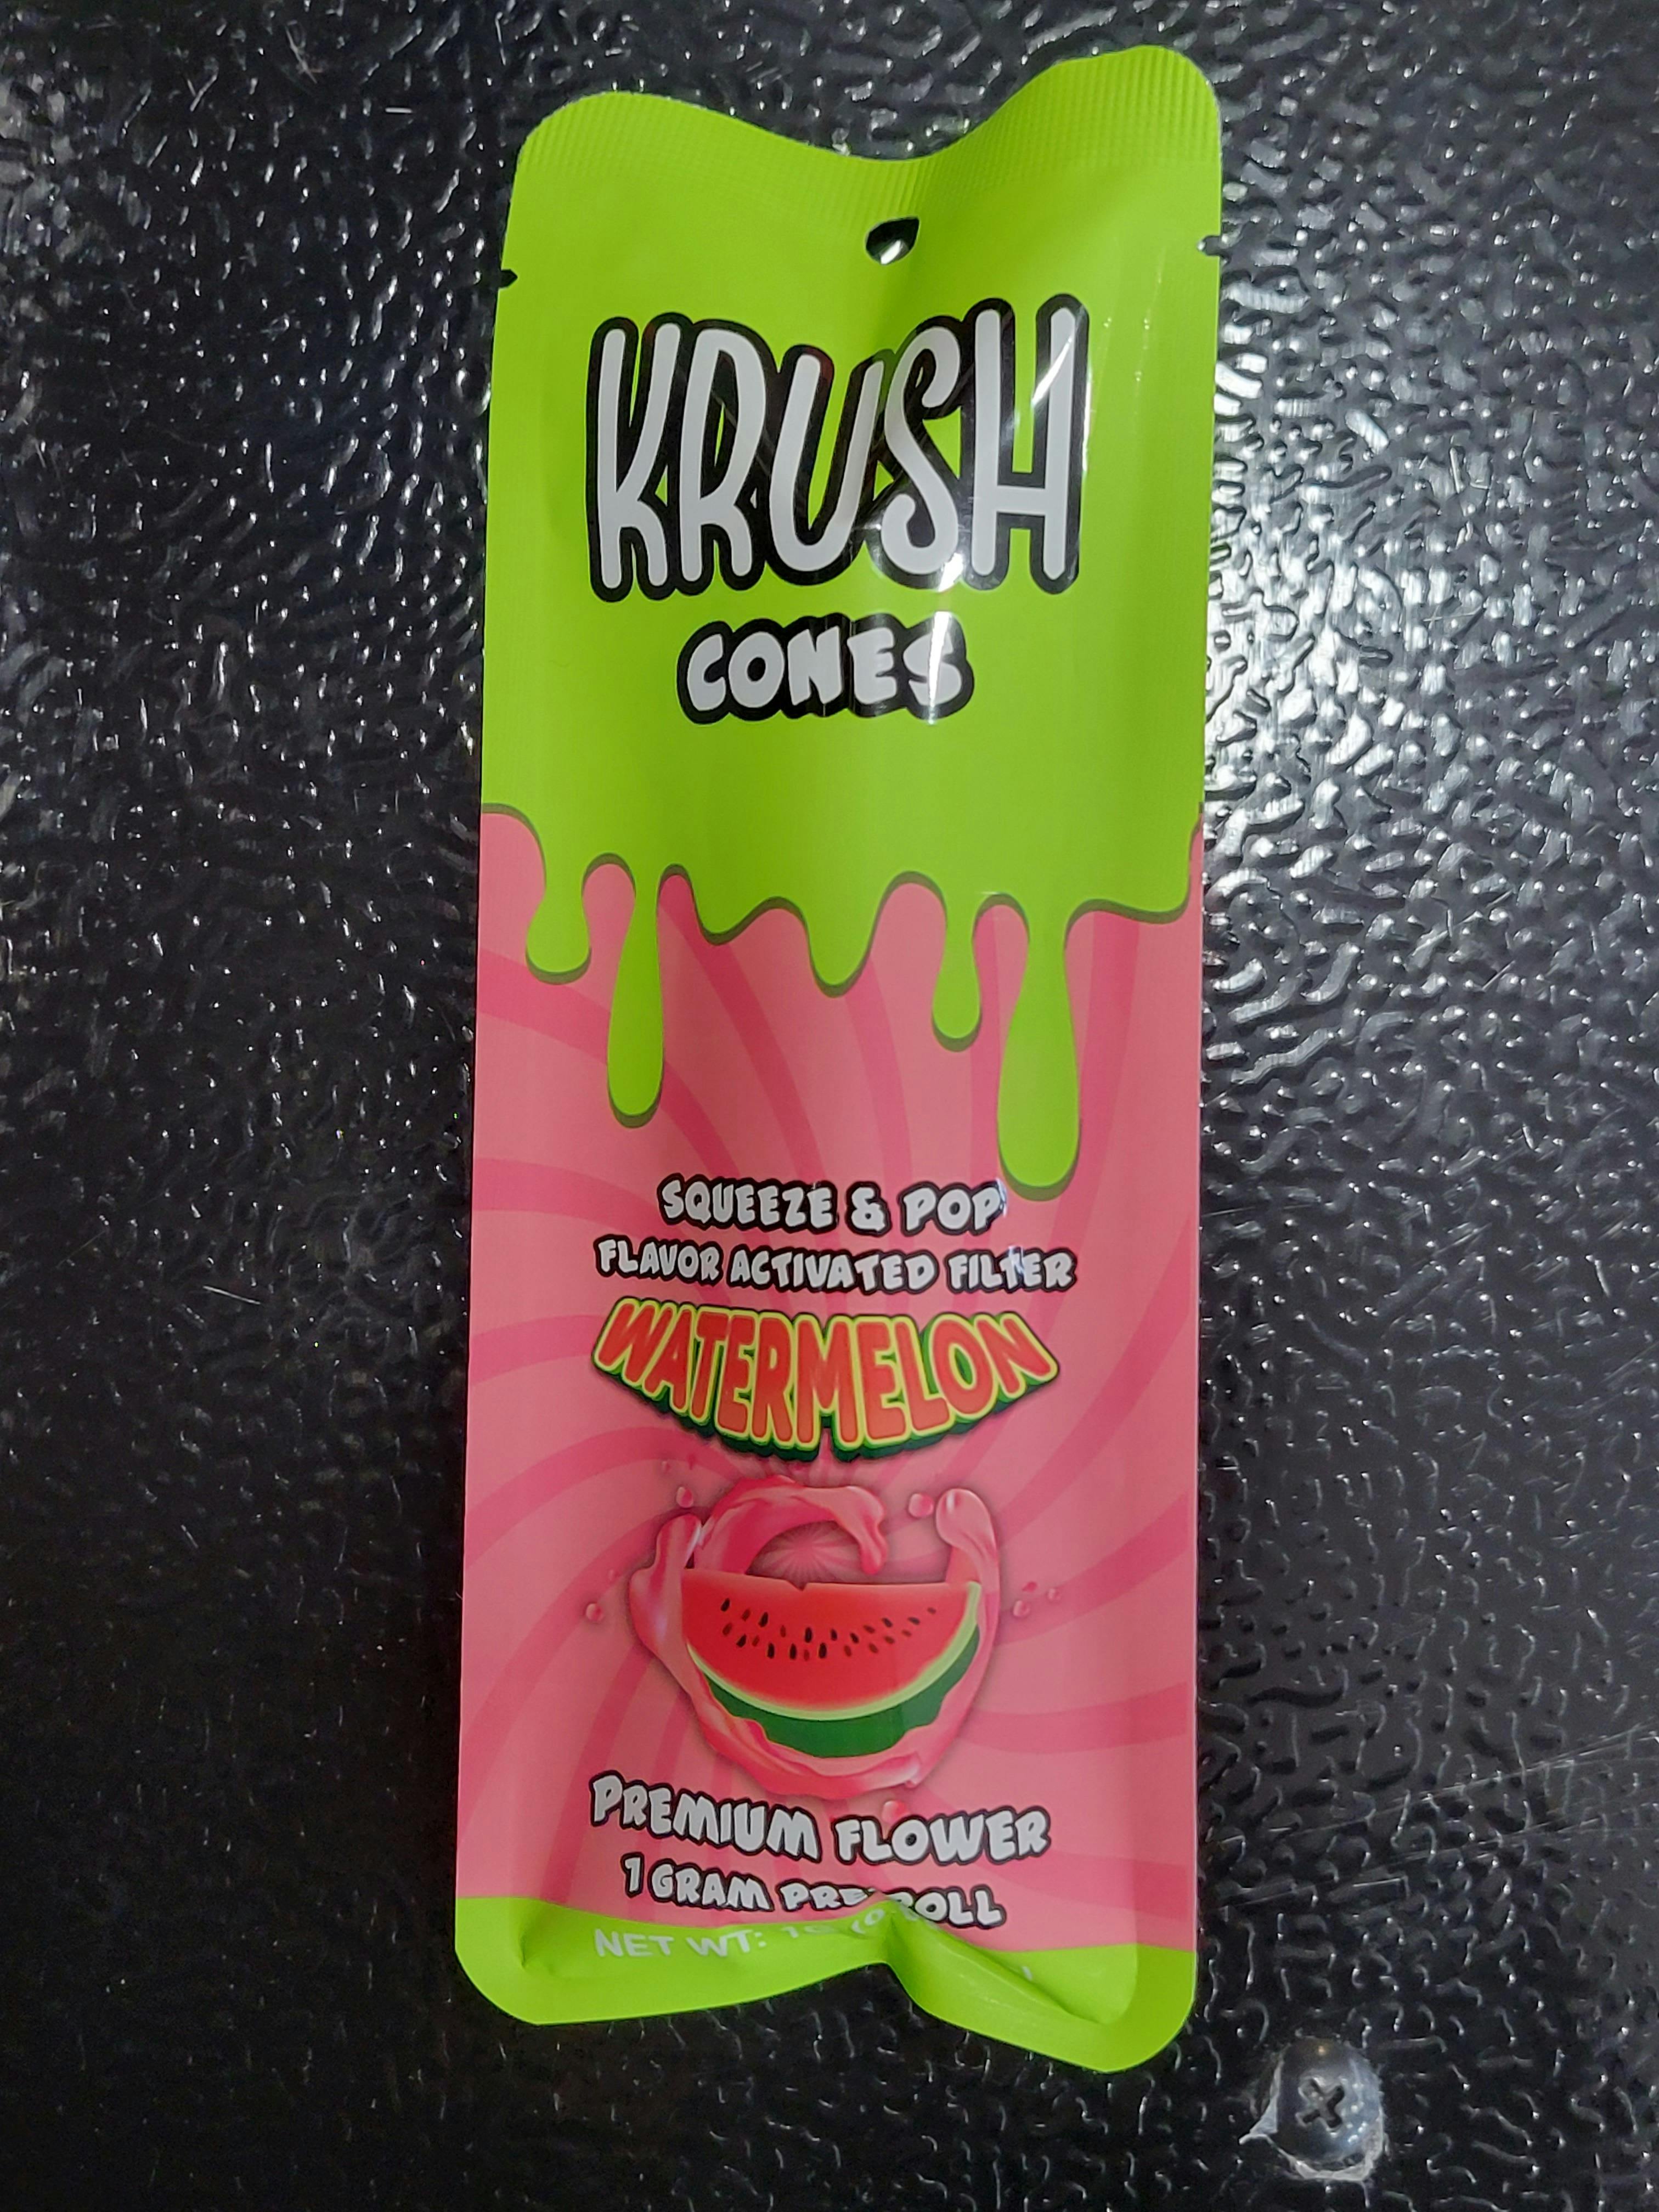 KRUSH
CONES
SQUEEZE & POP
FLAVOR ACTIVATED FILTER
WATERMELON
PREMIUM FLOWER
1 GRAM
NET WT: